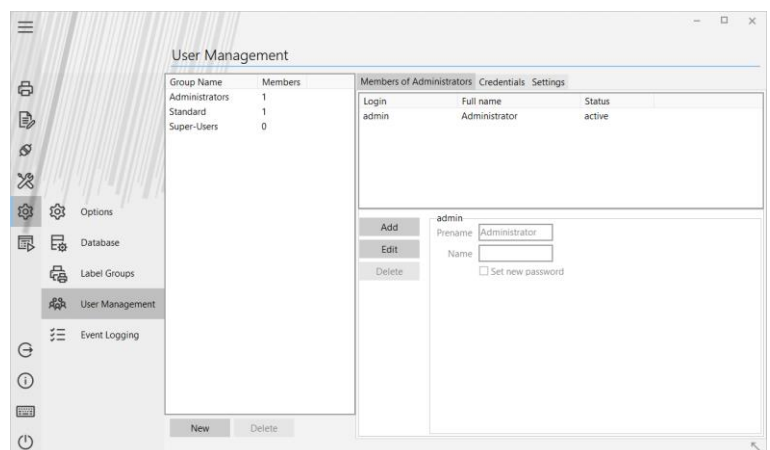 User Management
Group Name Members
Administrators 1
Standard 1
Super-Users 0
New Delete
Members of Administrators Credentials Settings
Login Full name Status
admin Administrator active
Add
Edit
Delete
admin
Prename Administrator
Name
Set new password
Options
Database
Label Groups
User Management
Event Logging